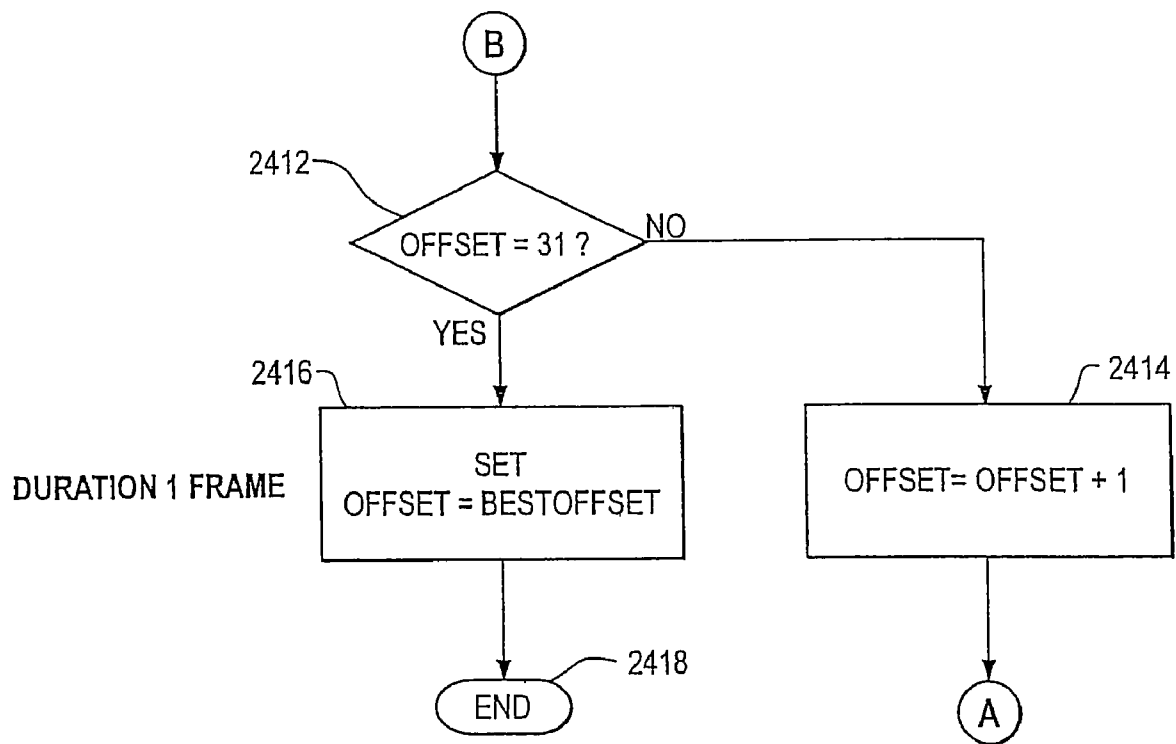 B
2412
OFFSET = 31 ?
NO
YES
2416
2414
DURATION 1 FRAME
SET
OFFSET = BESTOFFSET
OFFSET= OFFSET + 1
2418
END
A